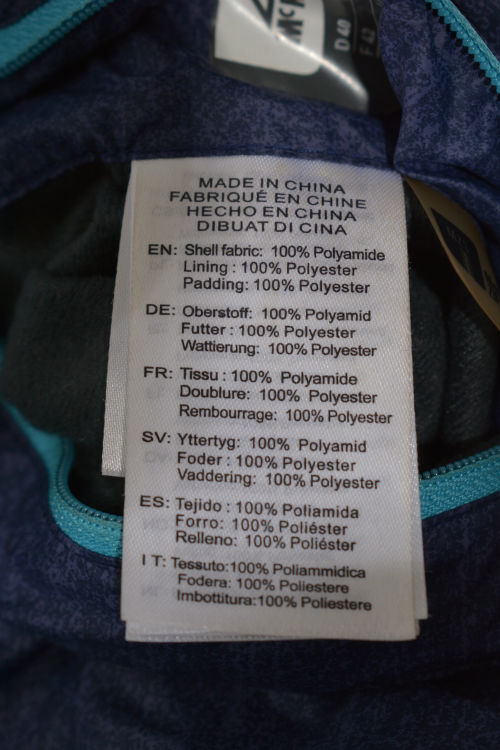 D 40
F 42
MADE IN CHINA
FABRIQUÉ EN CHINE
HECHO EN CHINA
DIBUAT DI CINA
EN: Shell fabric: 100% Polyamide
Lining : 100% Polyester
Padding: 100% Polyester
DE: Oberstoff: 100% Polyamid
Futter : 100% Polyester
Wattierung: 100% Polyester
FR: Tissu : 100% Polyamide
Doublure: 100% Polyester
Rembourrage: 100% Polyester
SV: Yttertyg: 100% Polyamid
Foder : 100% Polyester
Vaddering: 100% Polyester
ES: Tejido : 100% Poliamida
Forro: 100% Poliéster
Relleno: 100% Poliéster
IT: Tessuto:100% Poliammidica
Fodera: 100% Poliestere
Imbottitura:100% Poliestere